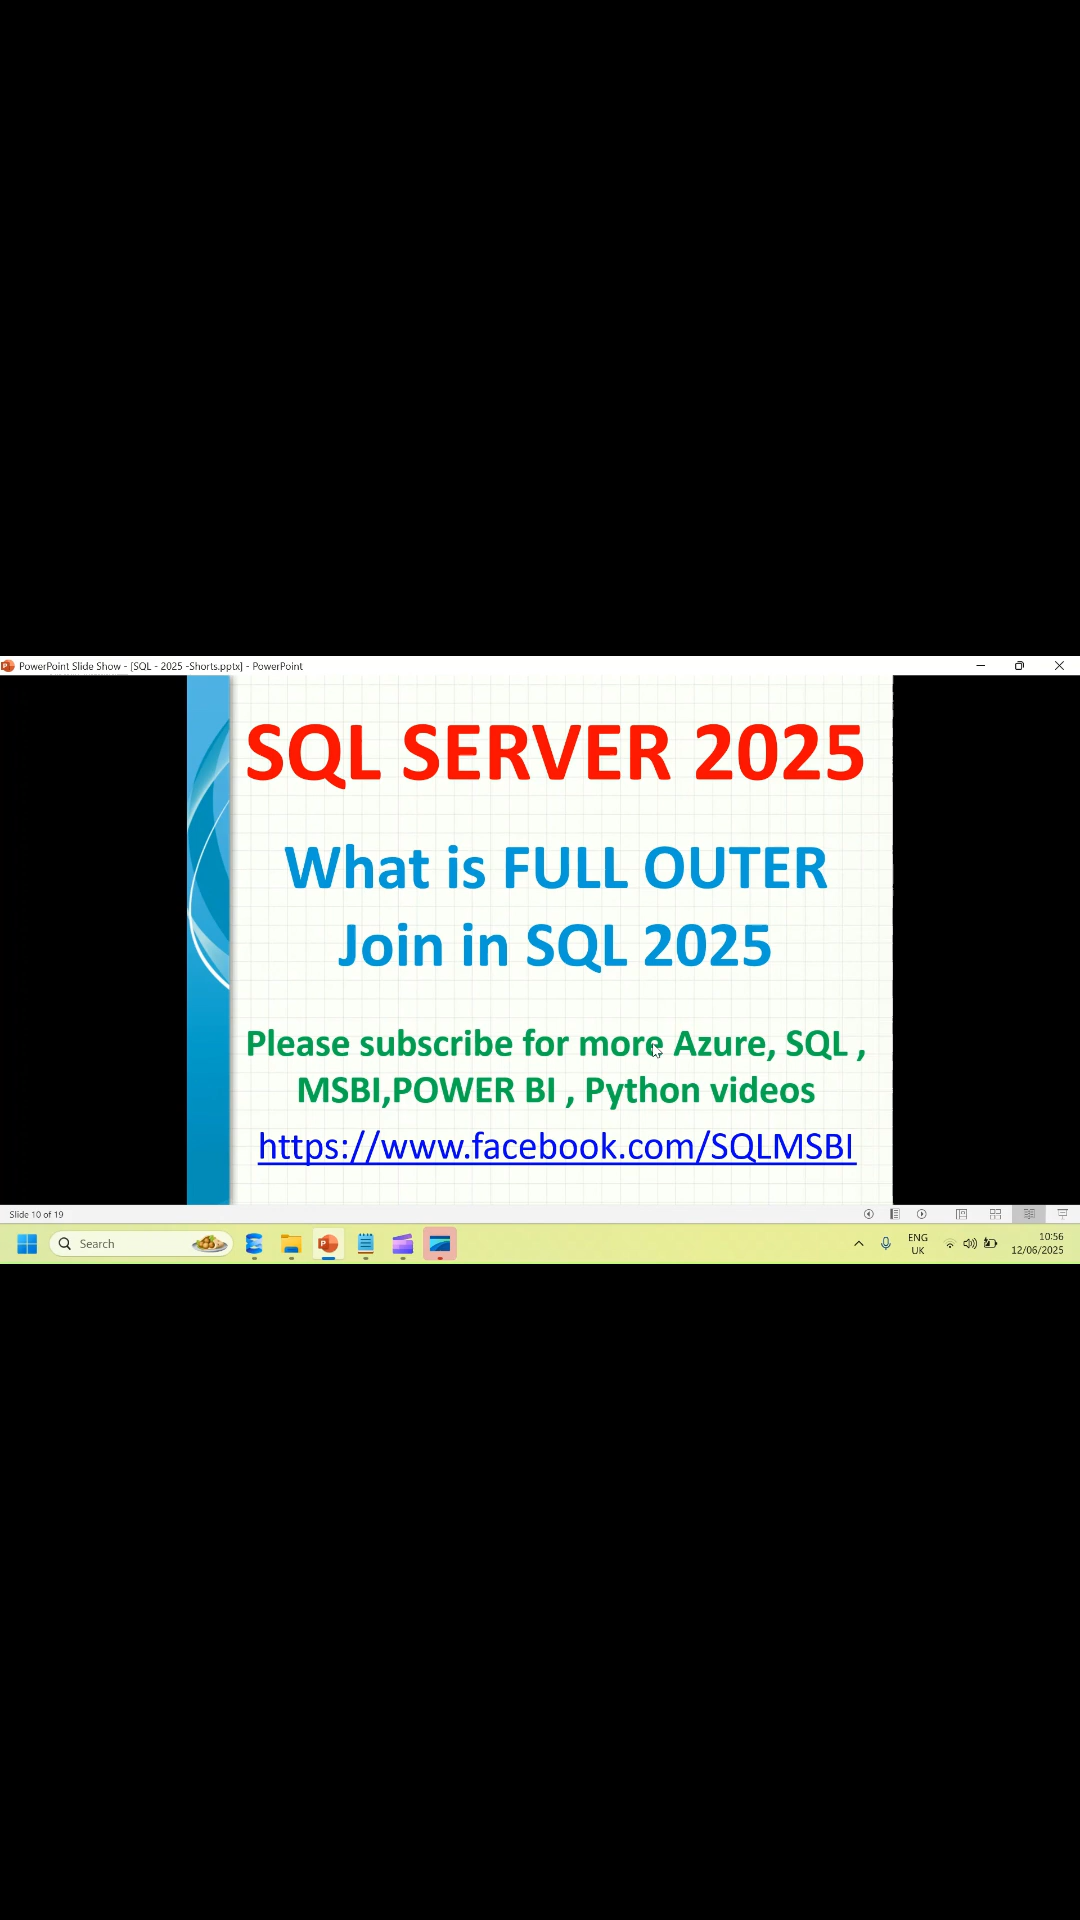 PowerPoint Slide Show - [SQL - 2025 -Shorts.pptx] - PowerPoint
SQL SERVER 2025
What is FULL OUTER
Join in SQL 2025
Please subscribe for more Azure, SQL ,
MSBI,POWER BI , Python videos
https://www.facebook.com/SQLMSBI
Slide 10 of 19
Search
ENG
UK
10:56
12/06/2025